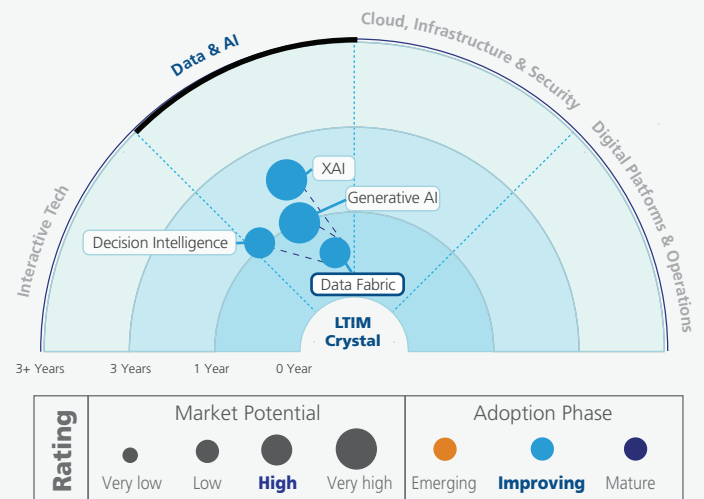 Data & AI
Cloud, Infrastructure & Security
Interactive Tech
Digital Platforms & Operations
XAI
Generative AI
Decision Intelligence
Data Fabric
LTIM
Crystal
3+ Years
3 Years
1 Year
0 Year
Rating
Market Potential
Very low
Low
High
Very high
Adoption Phase
Emerging
Improving
Mature